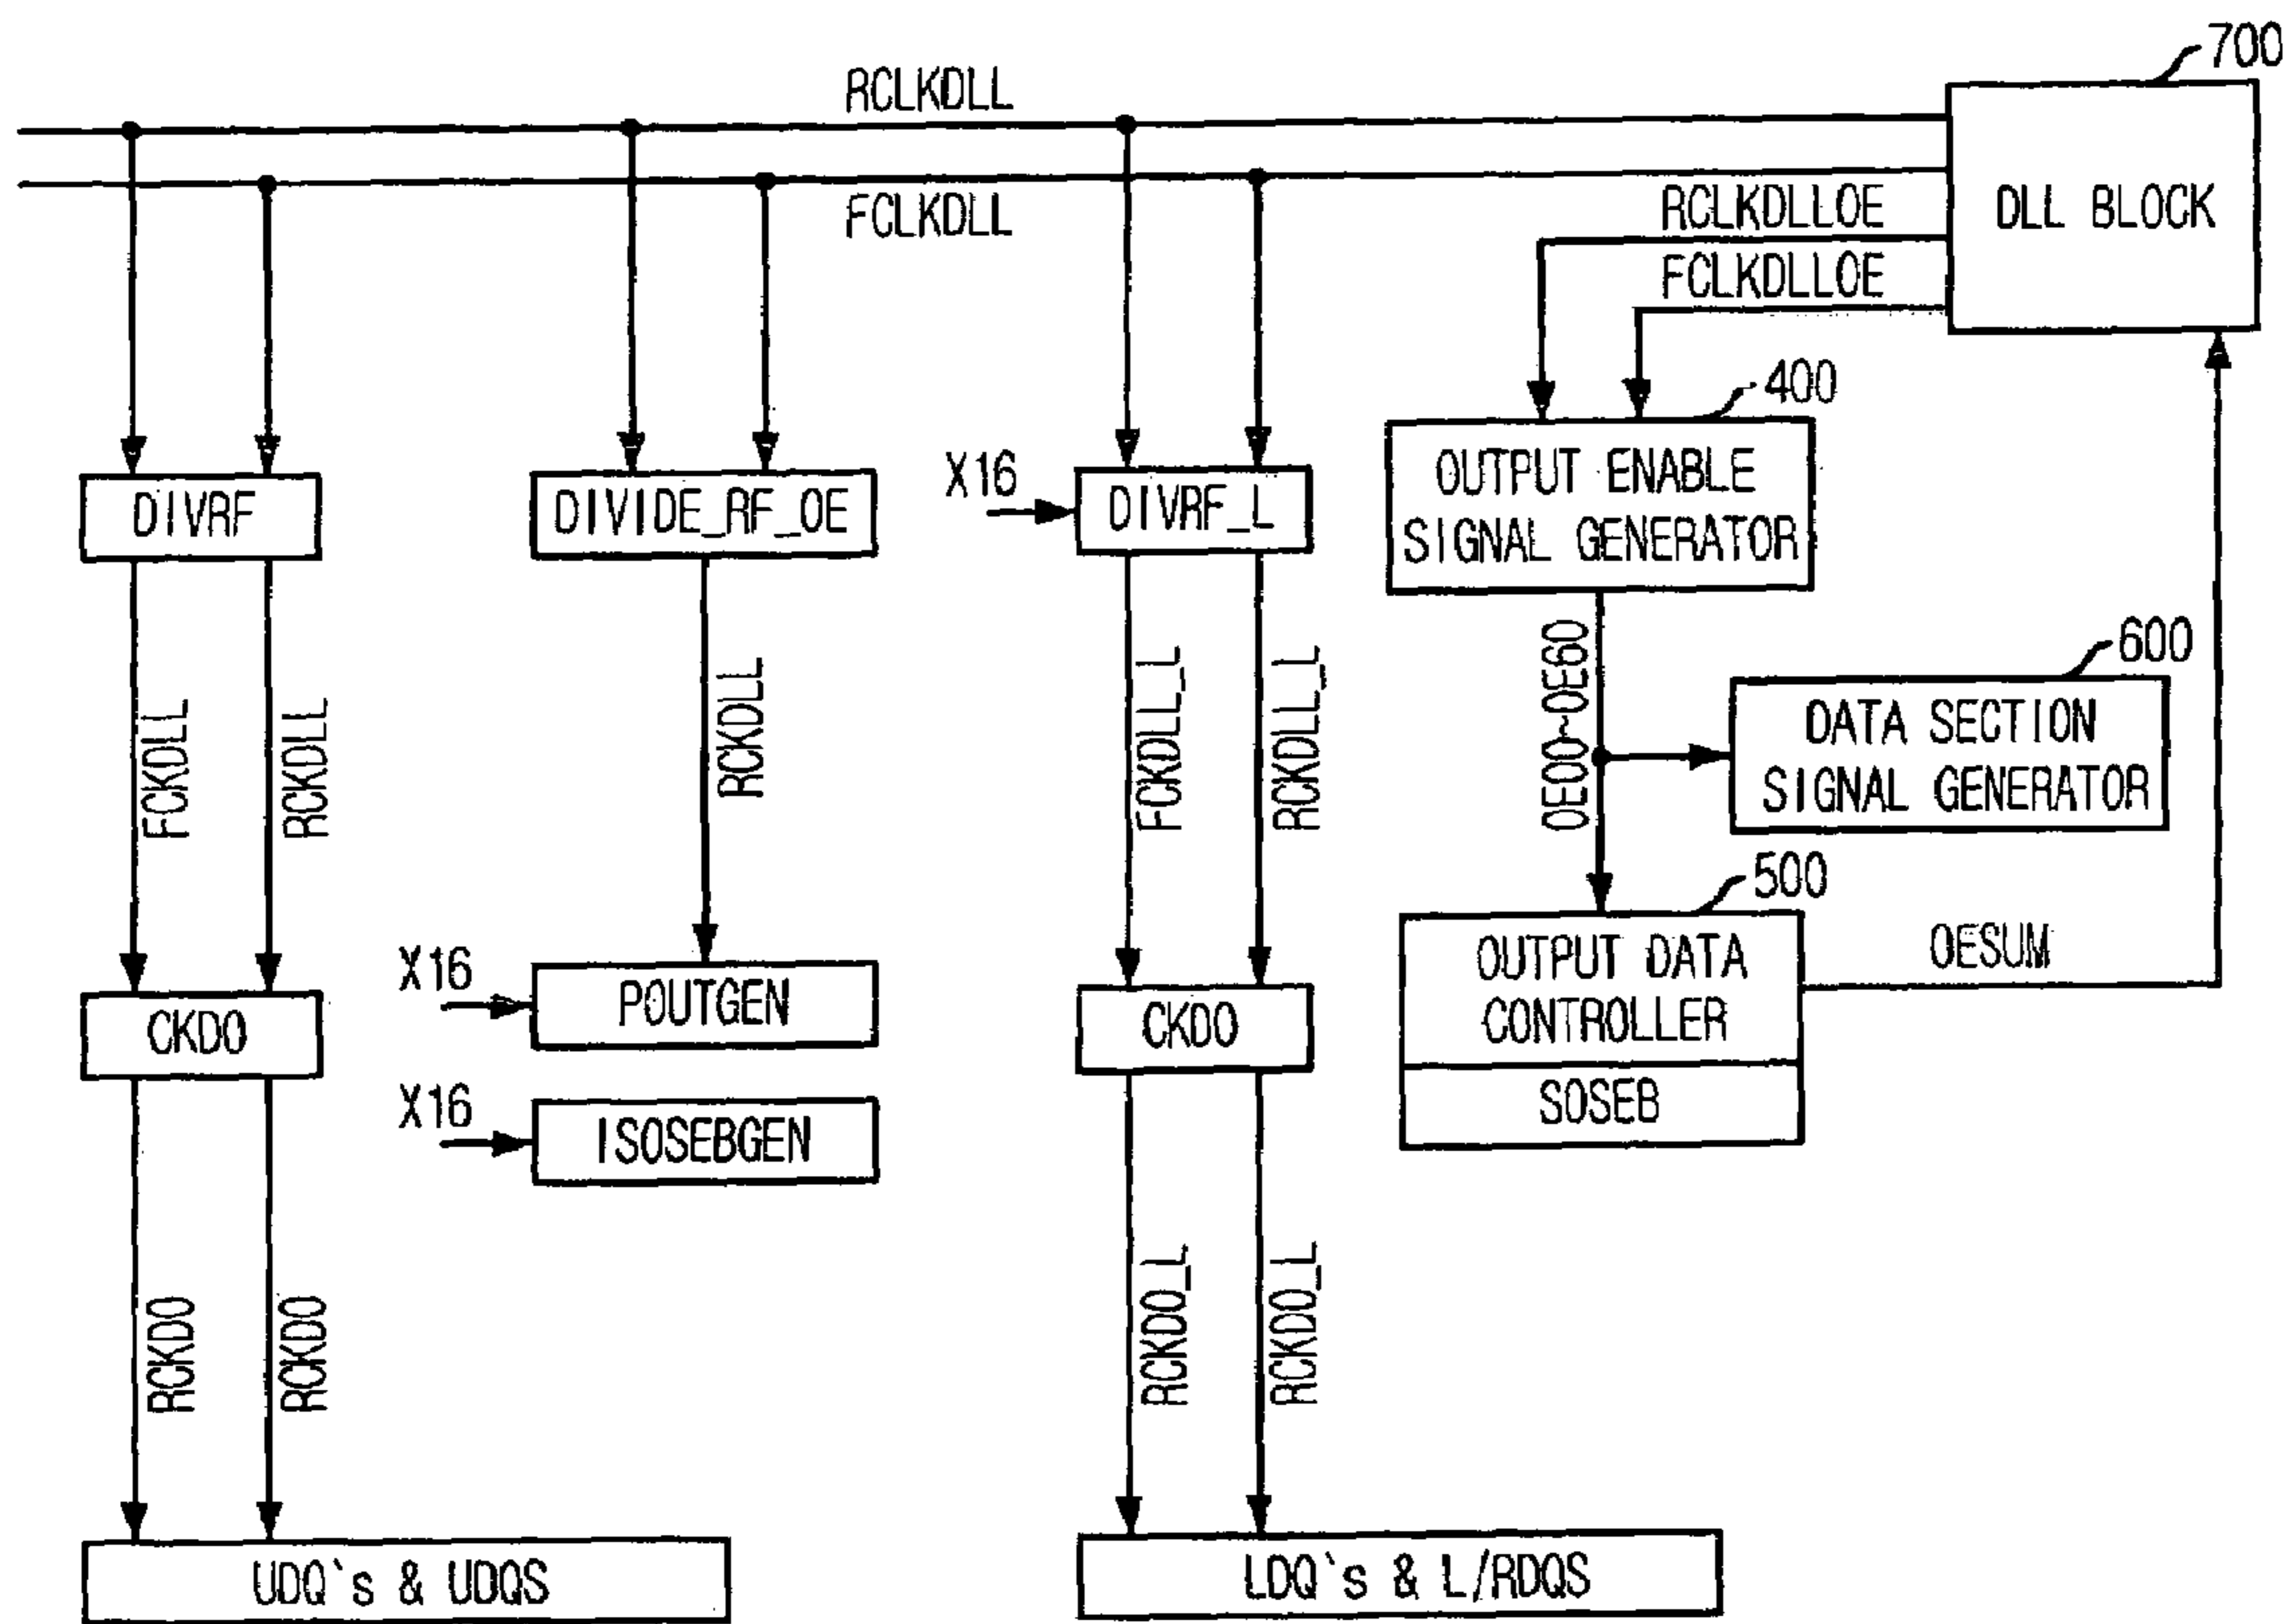 700
RCLKDLL
FCLKDLL
RCLKDLLOE
FCLKDLLOE
DLL BLOCK
400
DIVRF
DIVIDE_RF_OE
X16
DIVRF_L
OUTPUT ENABLE
SIGNAL GENERATOR
FCKDLL
RCKDLL
RCKDLL
FCKDLL_L
RCKDLL_L
OE00~OE60
600
DATA SECTION
SIGNAL GENERATOR
500
OUTPUT DATA
CONTROLLER
SOSEB
OESUM
CKDO
X16
POUTGEN
X16
ISOSEBGEN
CKDO
RCKDO
RCKDO
RCKDO_L
RCKDO_L
UDQ`s & UDQS
LDQ`s & L/RDQS